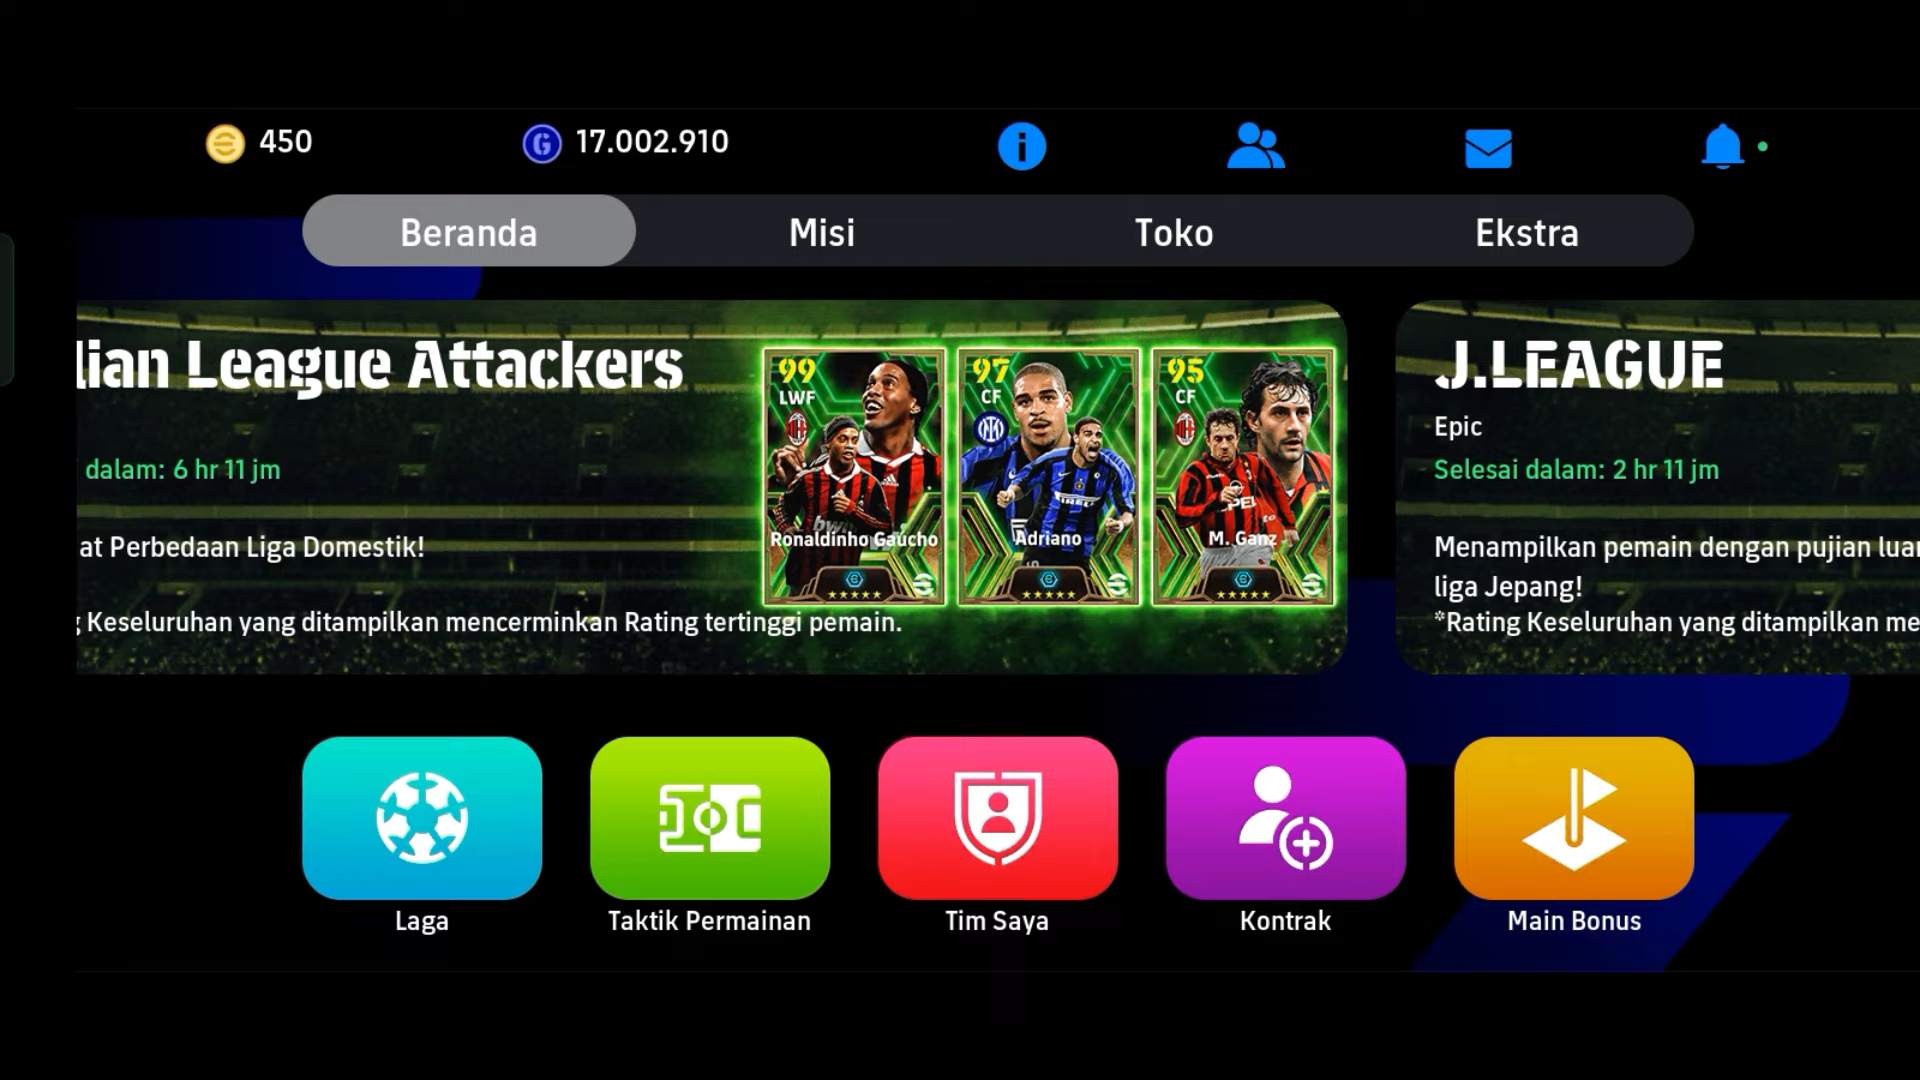 450
17.002.910
Beranda
Misi
Toko
Ekstra
lian League Attackers
dalam: 6 hr 11 jm
at Perbedaan Liga Domestik!
Keseluruhan yang ditampilkan mencerminkan Rating tertinggi pemain.
99
LWF
Ronaldinho Gaúcho
97
CF
PIRELLI
Adriano
95
CF
OPEL
M. Ganz
J.LEAGUE
Epic
Selesai dalam: 2 hr 11 jm
Menampilkan pemain dengan pujian luar
liga Jepang!
*Rating Keseluruhan yang ditampilkan me
Laga
Taktik Permainan
Tim Saya
Kontrak
Main Bonus